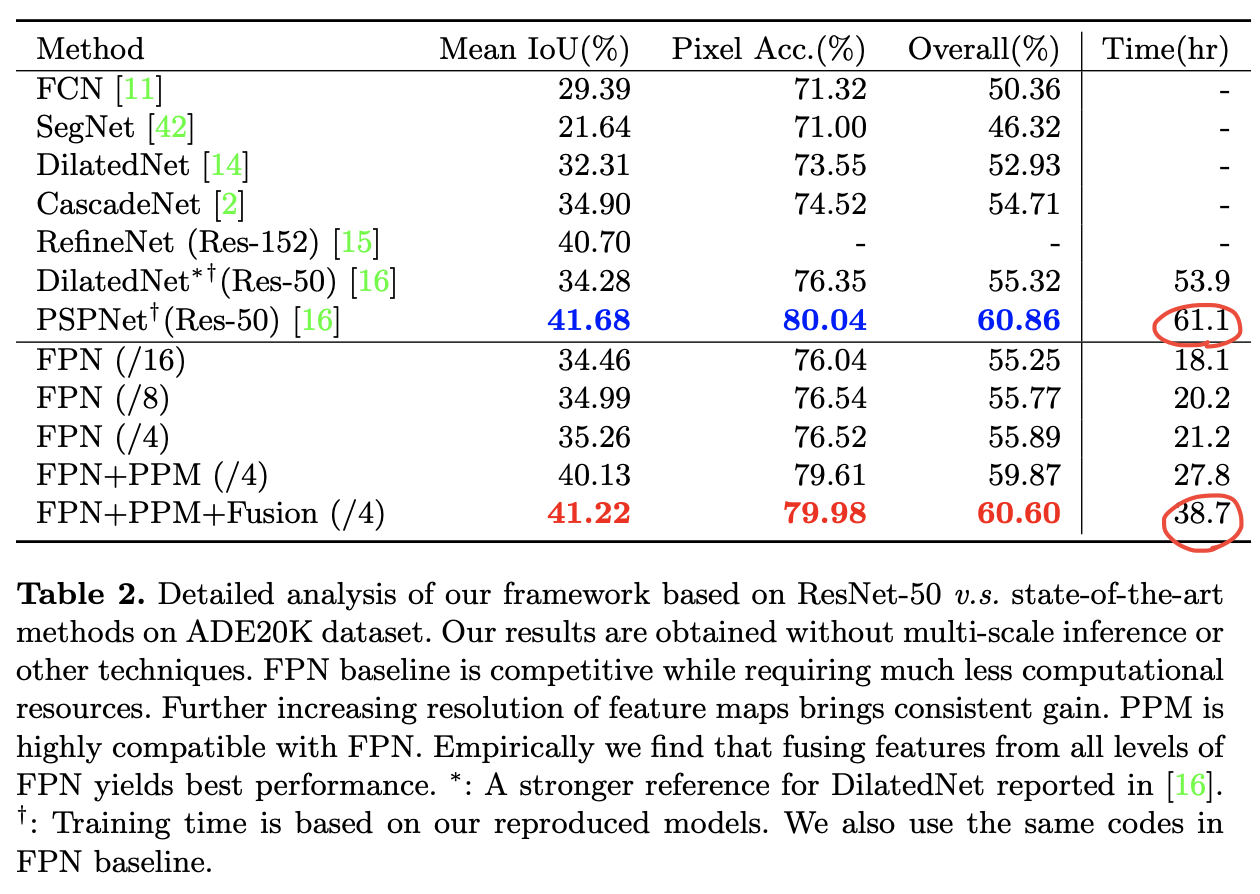 Method Mean IoU(%) Pixel Acc.(%) Overall(%) Time(hr)
FCN [11] 29.39 71.32 50.36 -
SegNet [42] 21.64 71.00 46.32 -
DilatedNet [14] 32.31 73.55 52.93 -
CascadeNet [2] 34.90 74.52 54.71 -
RefineNet (Res-152) [15] 40.70 - - -
DilatedNet*†(Res-50) [16] 34.28 76.35 55.32 53.9
PSPNet†(Res-50) [16] 41.68 80.04 60.86 61.1
FPN (/16) 34.46 76.04 55.25 18.1
FPN (/8) 34.99 76.54 55.77 20.2
FPN (/4) 35.26 76.52 55.89 21.2
FPN+PPM (/4) 40.13 79.61 59.87 27.8
FPN+PPM+Fusion (/4) 41.22 79.98 60.60 38.7
Table 2. Detailed analysis of our framework based on ResNet-50 v.s. state-of-the-art
methods on ADE20K dataset. Our results are obtained without multi-scale inference or
other techniques. FPN baseline is competitive while requiring much less computational
resources. Further increasing resolution of feature maps brings consistent gain. PPM is
highly compatible with FPN. Empirically we find that fusing features from all levels of
FPN yields best performance. *: A stronger reference for DilatedNet reported in [16].
†: Training time is based on our reproduced models. We also use the same codes in
FPN baseline.